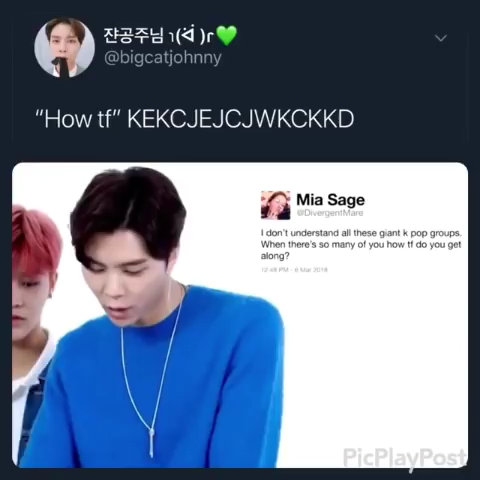 쟌공주님 ℩(ᐛ )ɼ💚
@bigcatjohnny
“How tf” KEKCJEJCJWKCKKD
Mia Sage
@DivergentMare
I don't understand all these giant k pop groups.
When there's so many of you how tf do you get
along?
12:48 PM - 6 Mar 2018
PicPlayPost